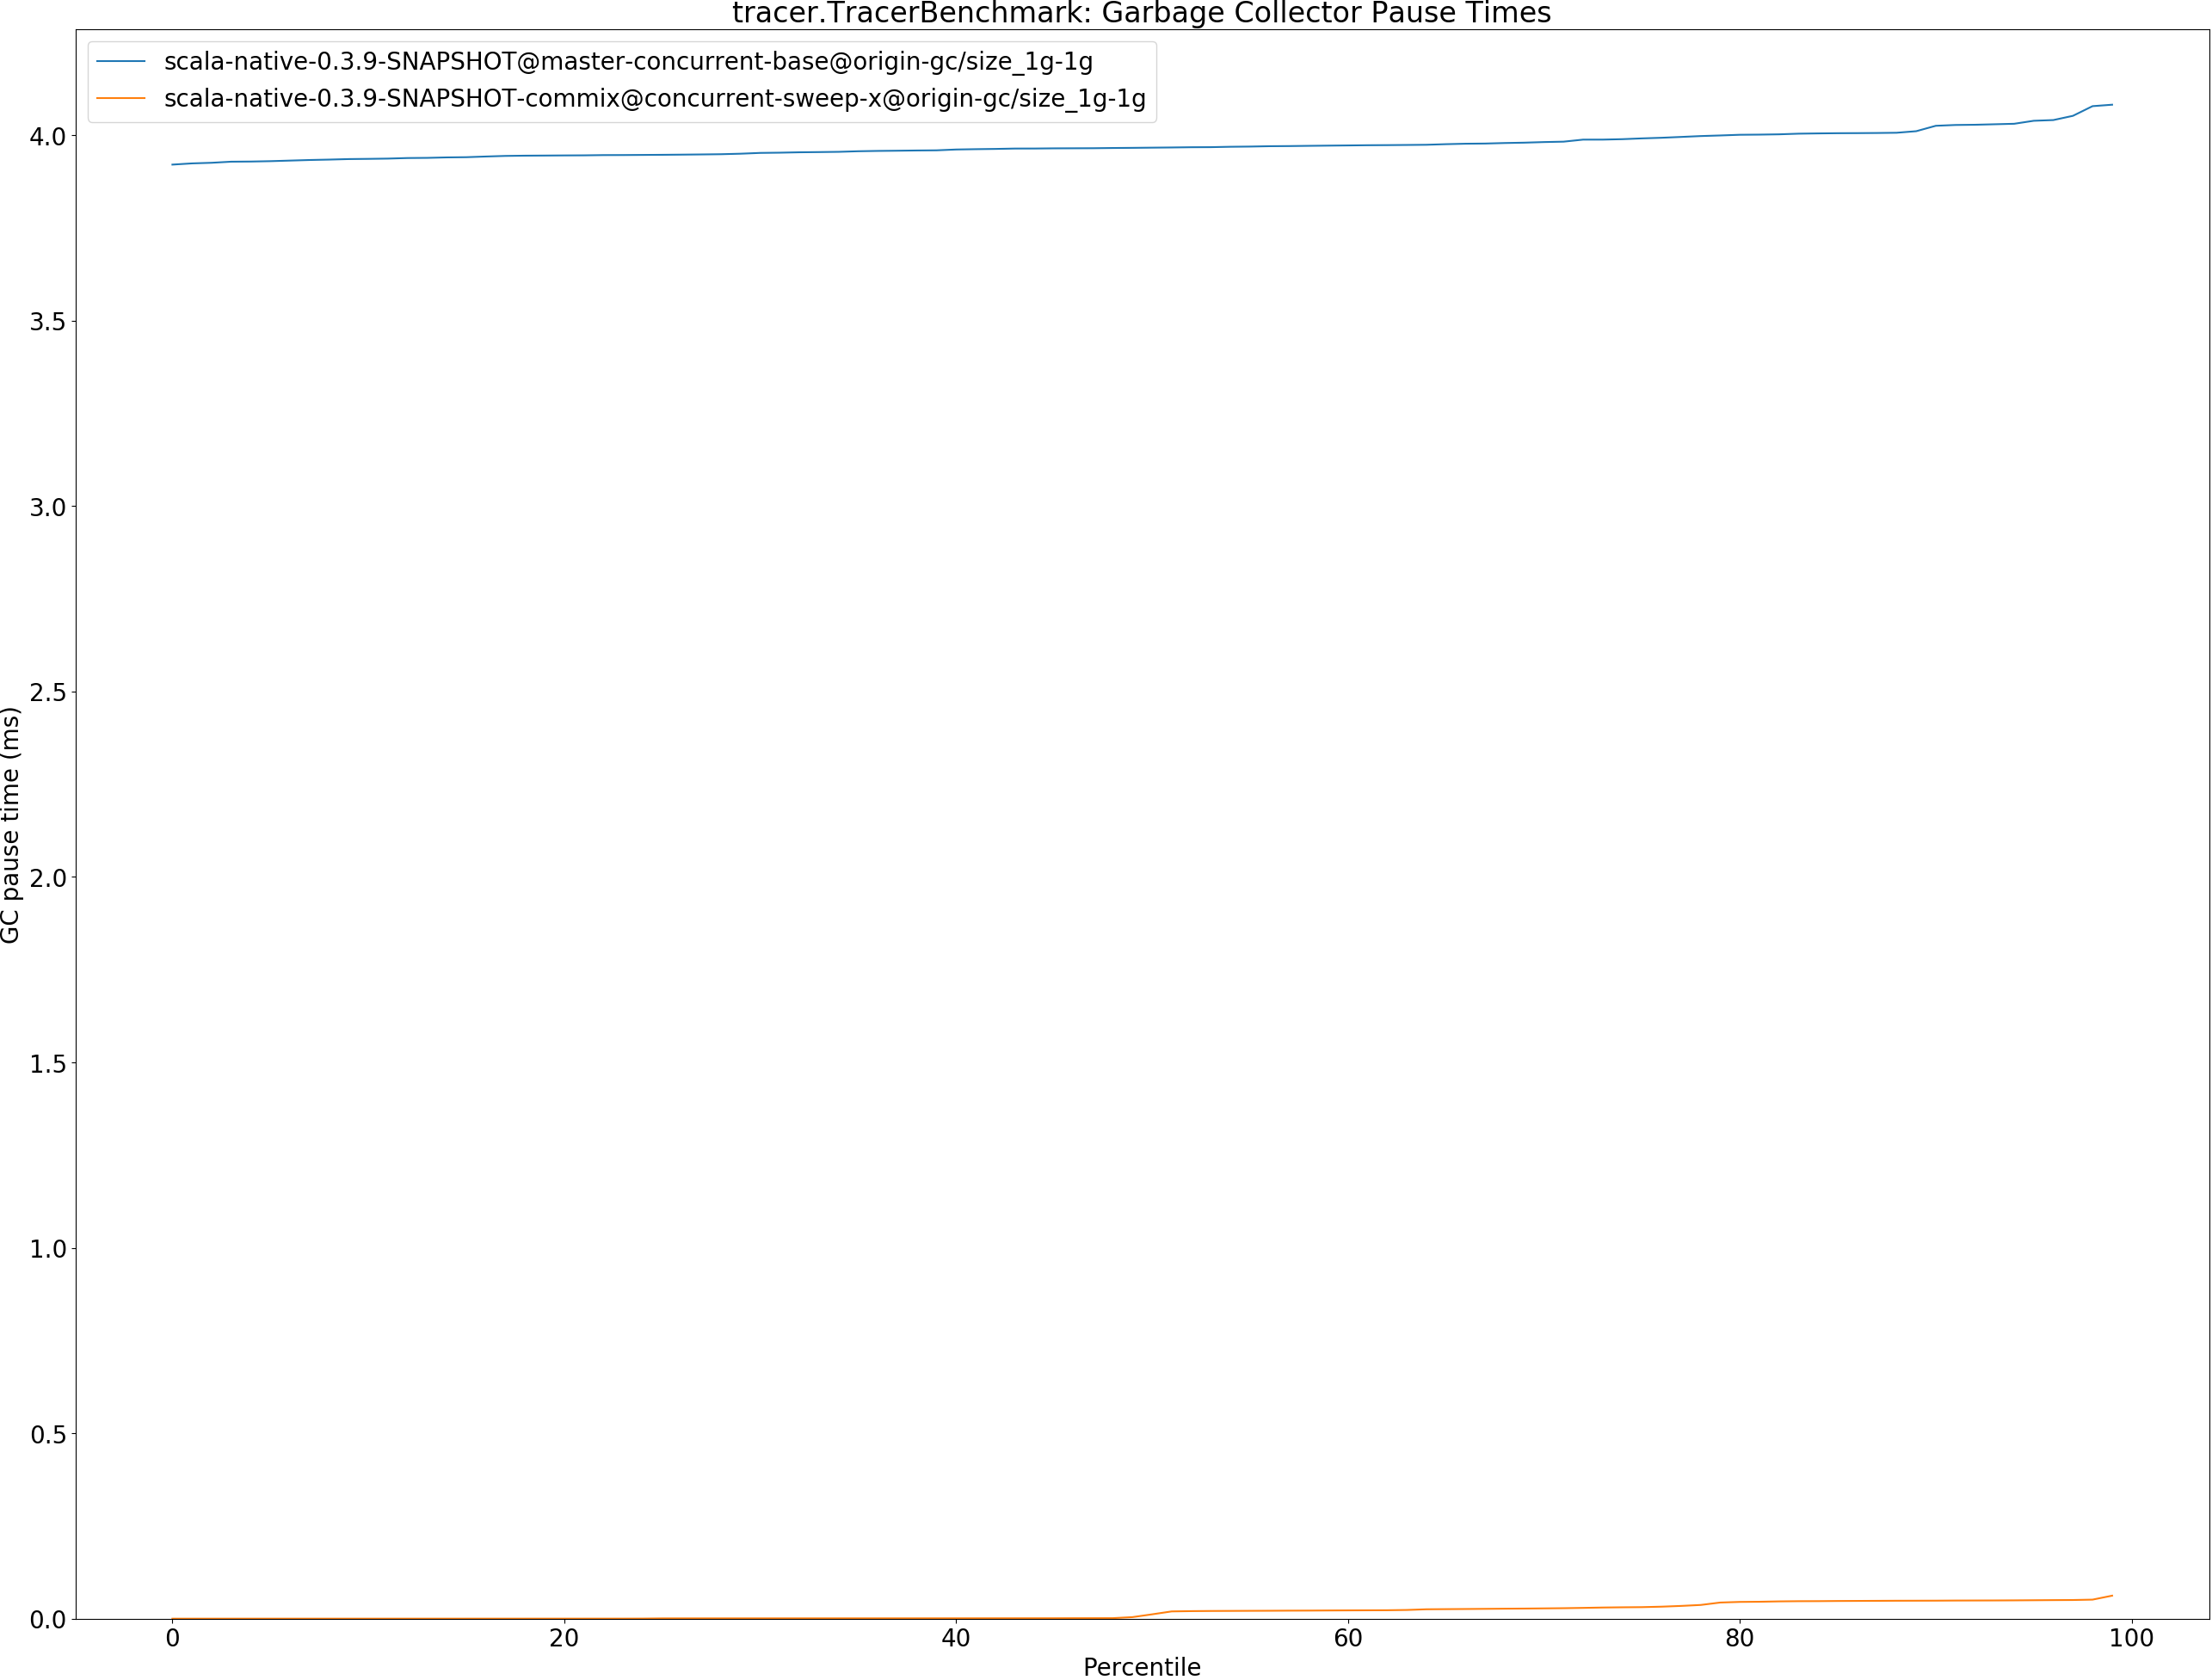 tracer.TracerBenchmark: Garbage Collector Pause Times
scala-native-0.3.9-SNAPSHOT@master-concurrent-base@origin-gc/size_1g-1g
scala-native-0.3.9-SNAPSHOT-commix@concurrent-sweep-x@origin-gc/size_1g-1g
4.0
3.5
3.0
2.5
2.0
1.5
1.0
0.5
0.0
GC pause time (ms)
0 20 40 60 80 100
Percentile